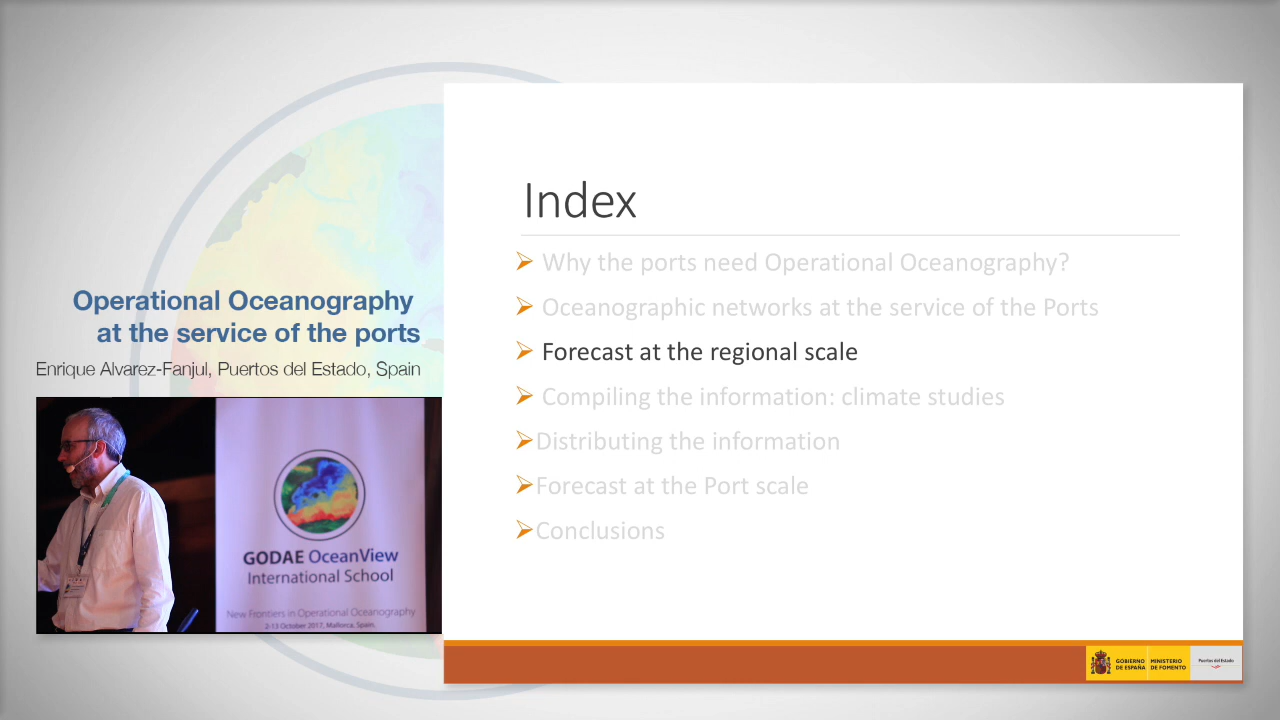 Operational Oceanography
at the service of the ports
Enrique Alvarez-Fanjul, Puertos del Estado, Spain
GODAE OceanView
International School
New Frontiers in Operational Oceanography
2-13 October 2017, Mallorca, Spain.
Index
Why the ports need Operational Oceanography?
Oceanographic networks at the service of the Ports
Forecast at the regional scale
Compiling the information: climate studies
Distributing the information
Forecast at the Port scale
Conclusions
GOBIERNO
DE ESPAÑA
MINISTERIO
DE FOMENTO
Puertos del Estado